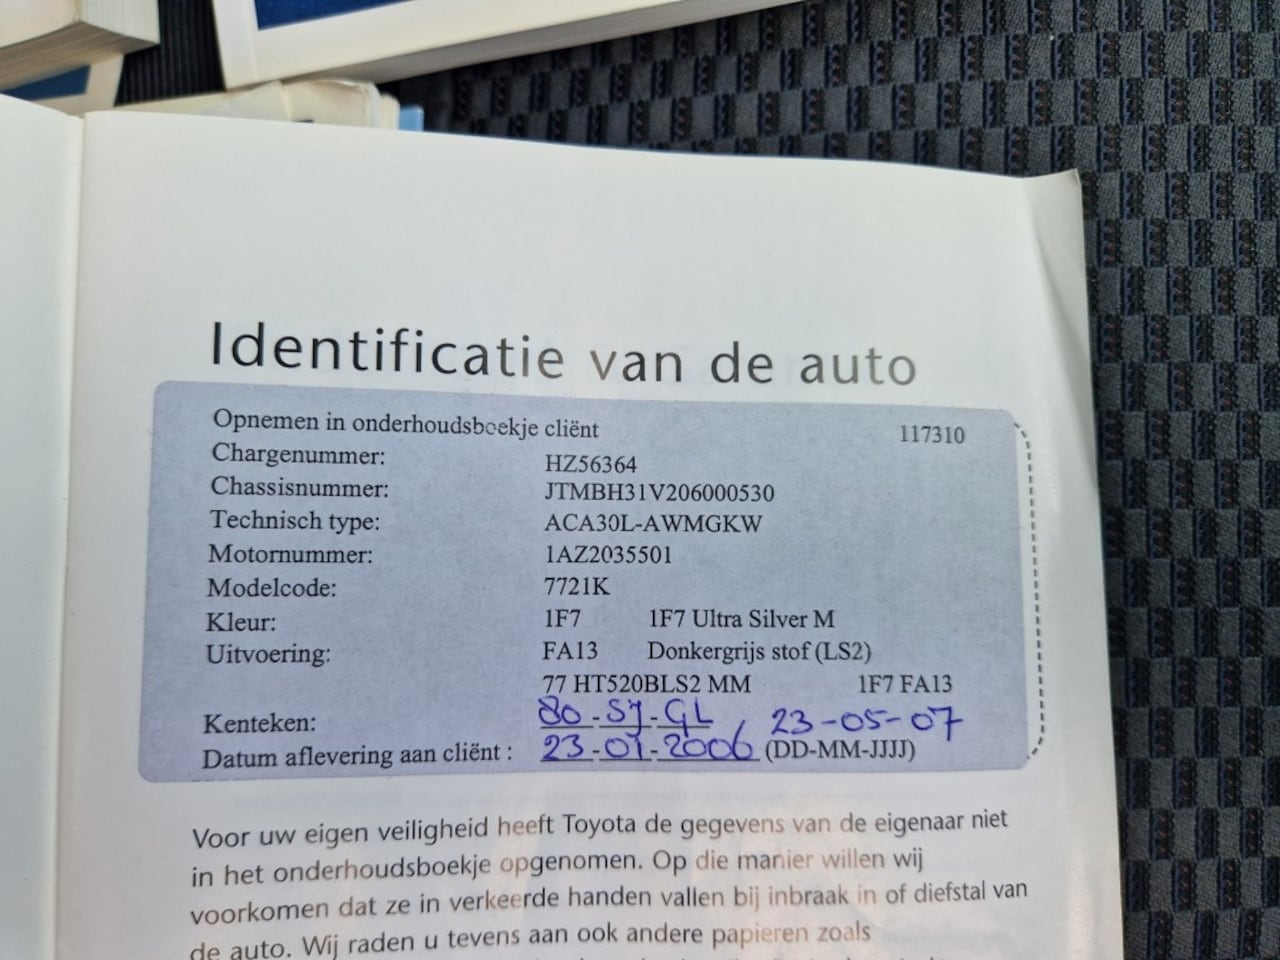 Identificatie van de auto
Opnemen in onderhoudsboekje cliënt 117310
Chargenummer: HZ56364
Chassisnummer: JTMBH31V206000530
Technisch type: ACA30L-AWMGKW
Motornummer: 1AZ2035501
Modelcode: 7721K
Kleur: 1F7 1F7 Ultra Silver M
Uitvoering: FA13 Donkergrijs stof (LS2)
77 HT520BLS2 MM 1F7 FA13
Kenteken: 80-SJ-GL / 23-05-07
Datum aflevering aan cliënt : 23-01-2006 (DD-MM-JJJJ)
Voor uw eigen veiligheid heeft Toyota de gegevens van de eigenaar niet
in het onderhoudsboekje opgenomen. Op die manier willen wij
voorkomen dat ze in verkeerde handen vallen bij inbraak in of diefstal van
de auto. Wij raden u tevens aan ook andere papieren zoals